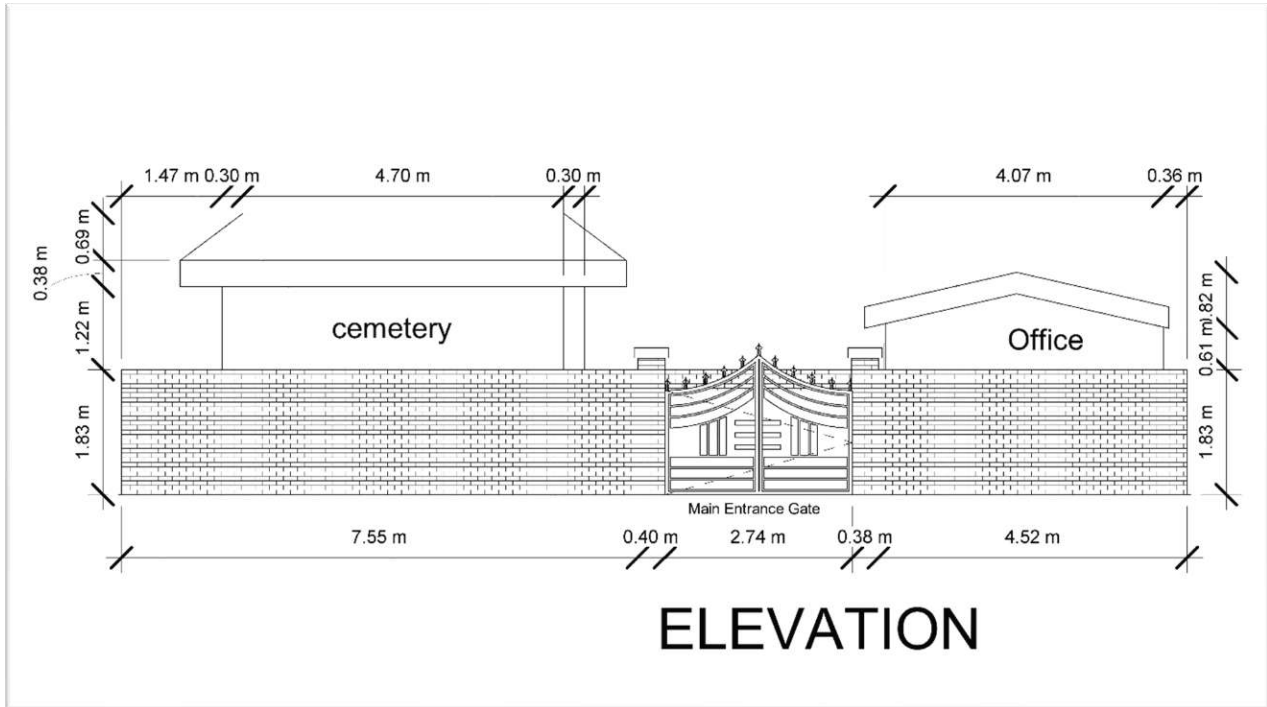 1.47 m 0.30 m 4.70 m 0.30 m 4.07 m 0.36 m
0.69 m
0.38 m
1.22 m
1.83 m
cemetery
Office
.82 m
0.61 m
1.83 m
Main Entrance Gate
7.55 m 0.40 m 2.74 m 0.38 m 4.52 m
ELEVATION